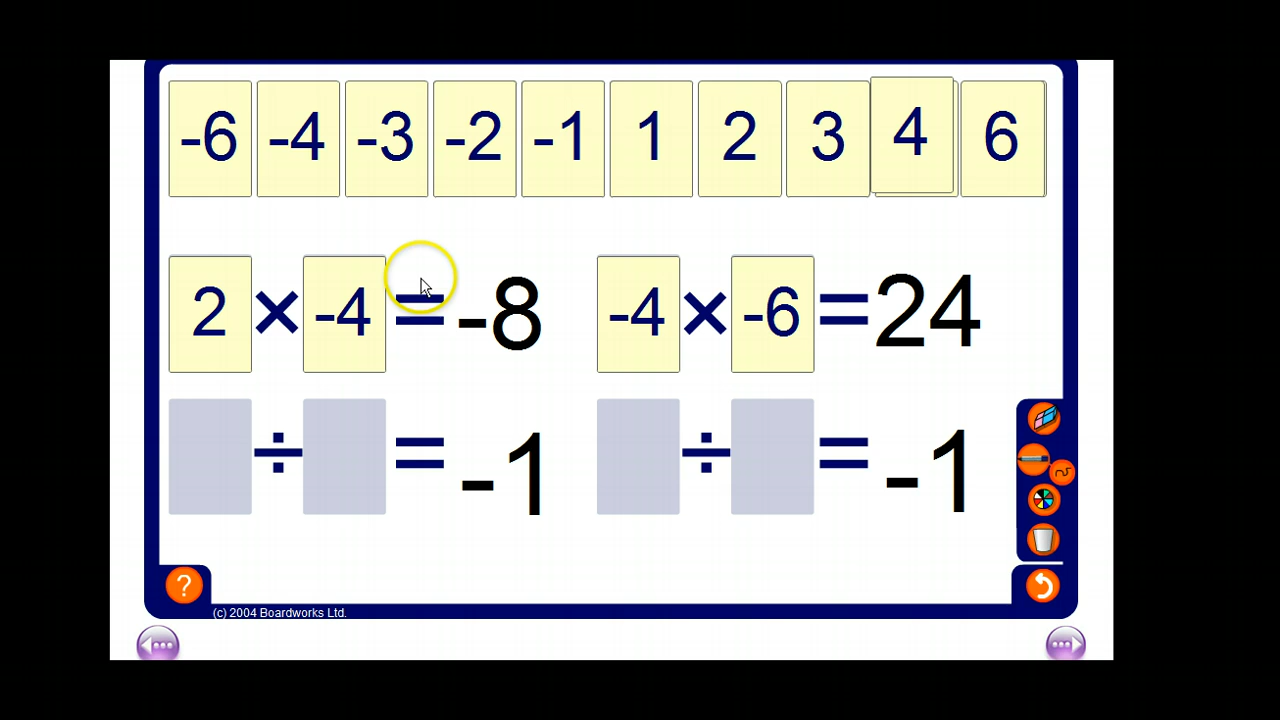 -6 -4 -3 -2 -1 1 2 3 4 6
2 × -4 = -8 -4 × -6 = 24
÷ = -1 ÷ = -1
?
(c) 2004 Boardworks Ltd.